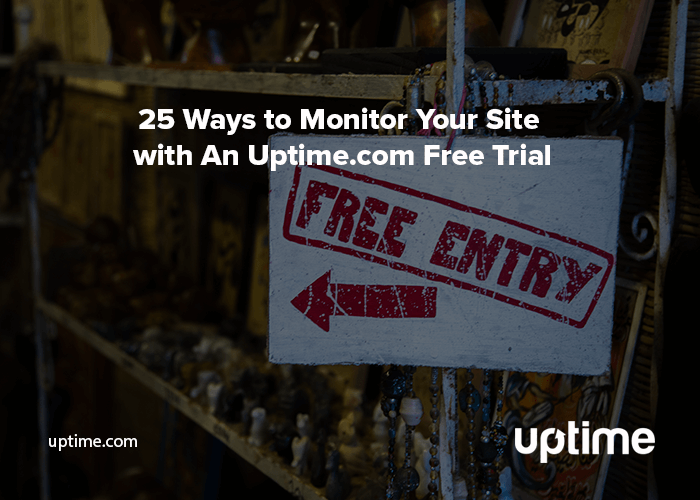 25 Ways to Monitor Your Site
with An Uptime.com Free Trial
FREE ENTRY
uptime.com
uptime